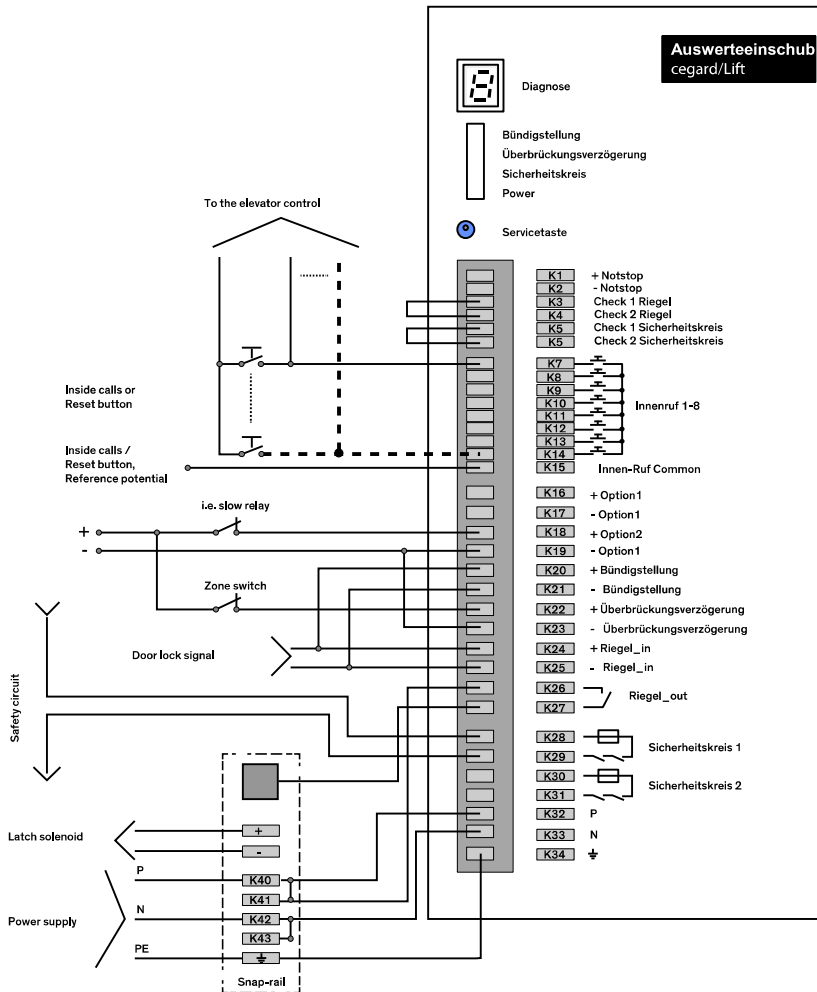 Auswerteeinschub
cegard/Lift
8
Diagnose
Bündigstellung
Überbrückungsverzögerung
Sicherheitskreis
Power
Servicetaste
To the elevator control
K1 + Notstop
K2 - Notstop
K3 Check 1 Riegel
K4 Check 2 Riegel
K5 Check 1 Sicherheitskreis
K5 Check 2 Sicherheitskreis
K7
K8
K9
K10
K11
K12
K13
K14
Innenruf 1-8
K15 Innen-Ruf Common
Inside calls or
Reset button
Inside calls /
Reset button,
Reference potential
i.e. slow relay
+
-
Zone switch
Door lock signal
K16 + Option1
K17 - Option1
K18 + Option2
K19 - Option1
K20 + Bündigstellung
K21 - Bündigstellung
K22 + Überbrückungsverzögerung
K23 - Überbrückungsverzögerung
K24 + Riegel_in
K25 - Riegel_in
K26
K27
Riegel_out
K28
K29
Sicherheitskreis 1
K30
K31
Sicherheitskreis 2
K32 P
K33 N
K34
Safety circuit
Latch solenoid
+
-
Power supply
P
N
PE
K40
K41
K42
K43
Snap-rail